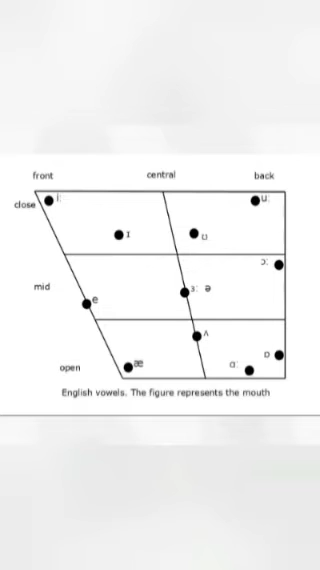 front central back
close i: u:
ɪ ʊ
ɔ:
mid e ɜ: ə
ʌ
ɒ
open æ ɑ:
English vowels. The figure represents the mouth